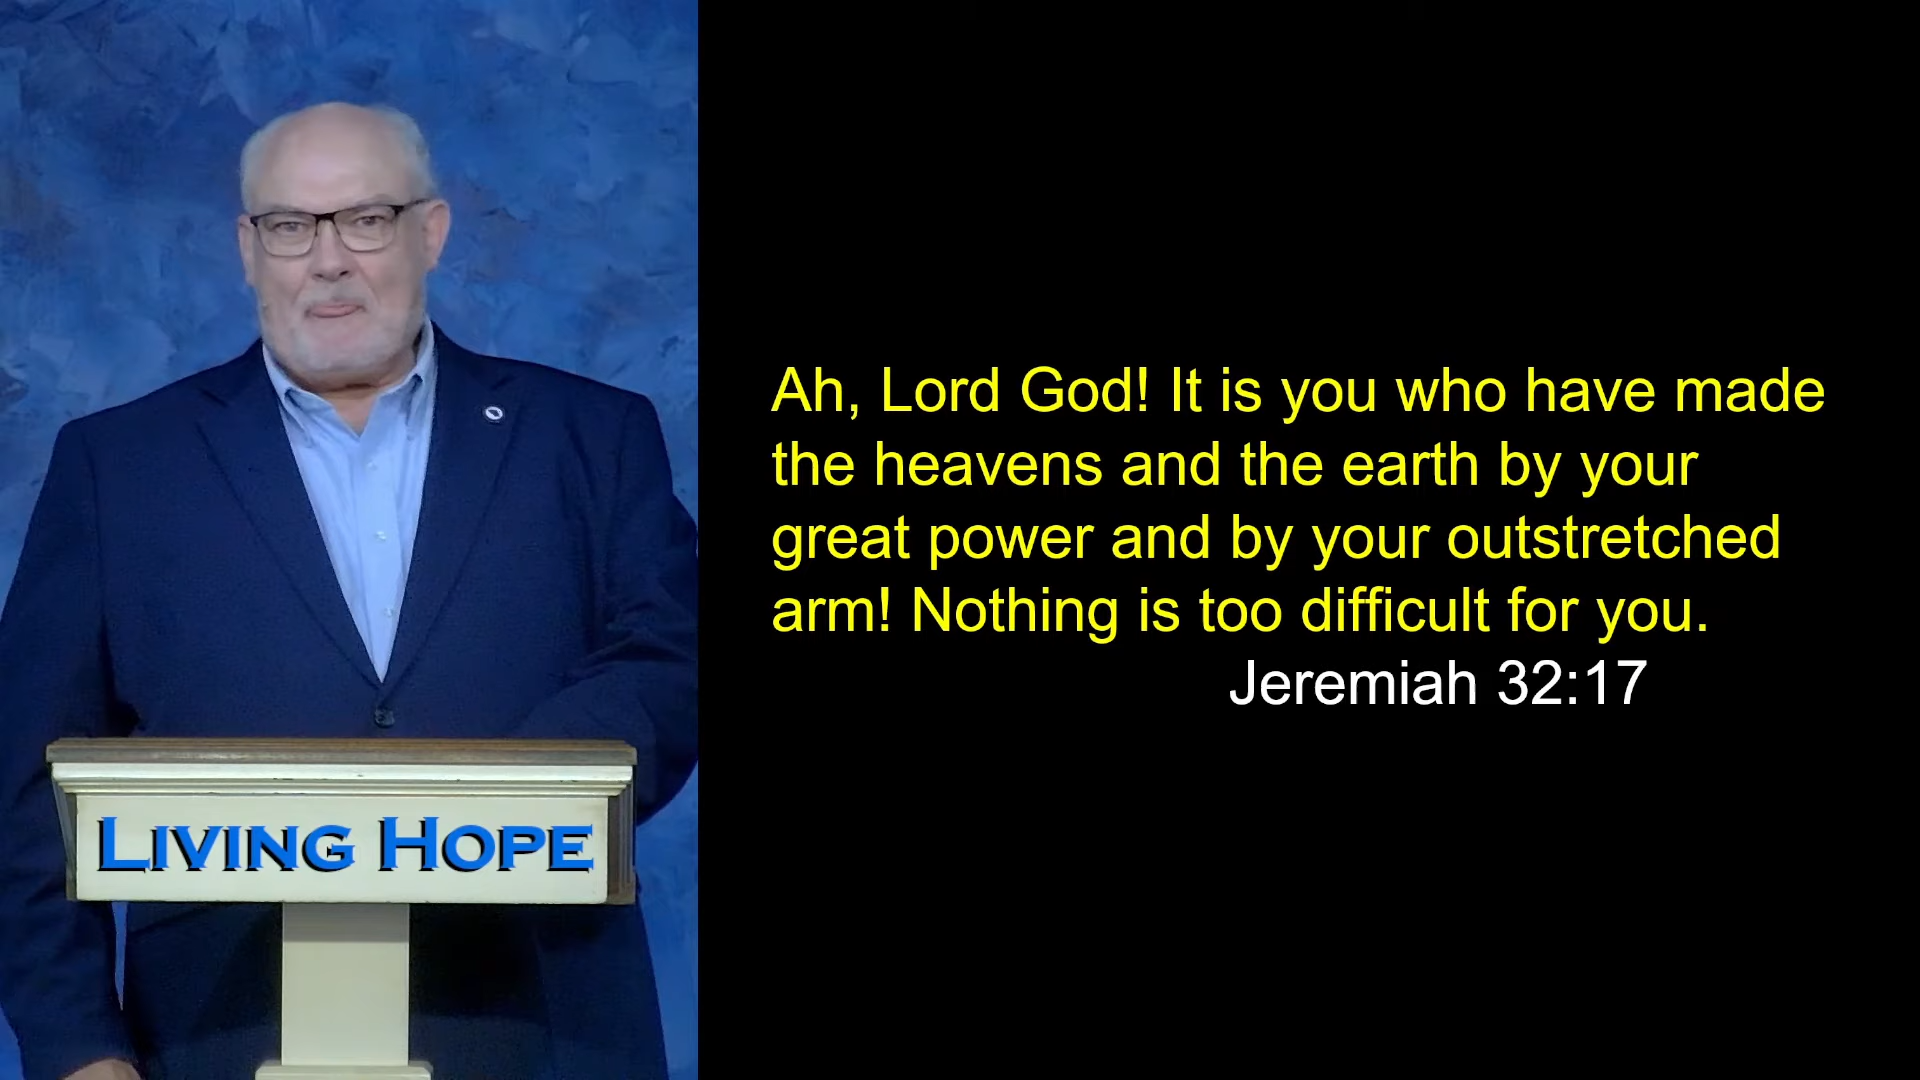 Ah, Lord God! It is you who have made
the heavens and the earth by your
great power and by your outstretched
arm! Nothing is too difficult for you.
Jeremiah 32:17
LIVING HOPE